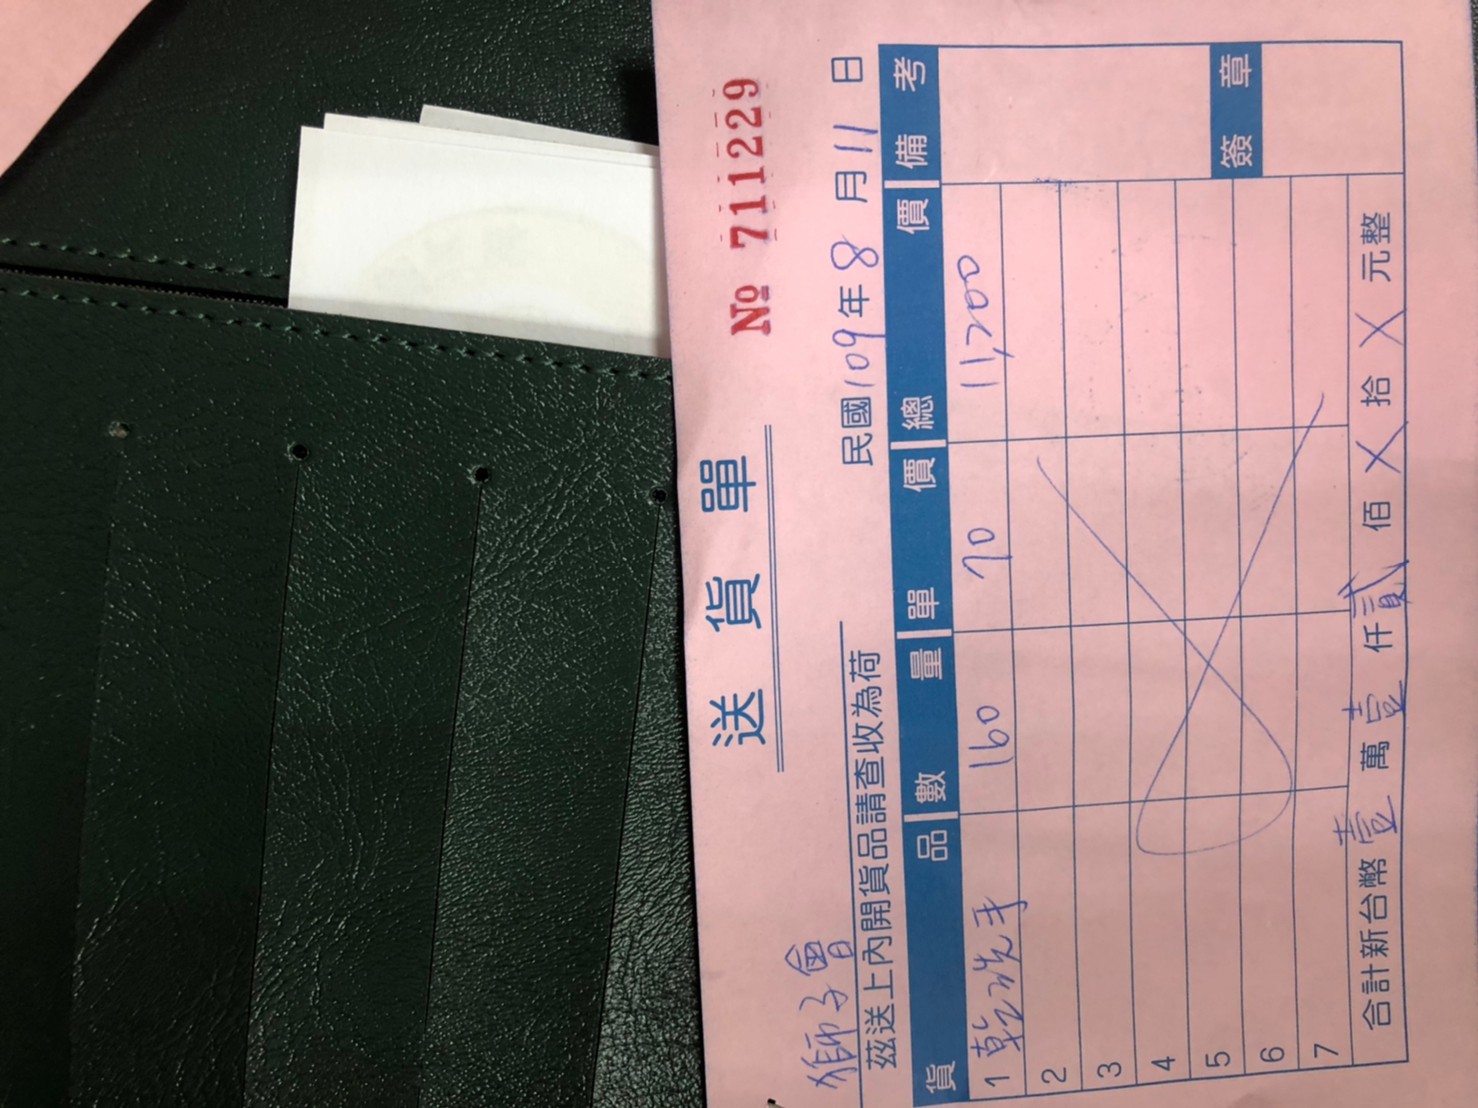 送貨單
№ 711229
獅子會
民國109年8月11日
茲送上內開貨品請查收為荷
貨 品 數 量 單 價 總 價 備 考
1 乾洗手 160 70 11,200
2
3
4
5
6
7
簽 章
合計新台幣壹萬壹仟貳佰X拾X元整